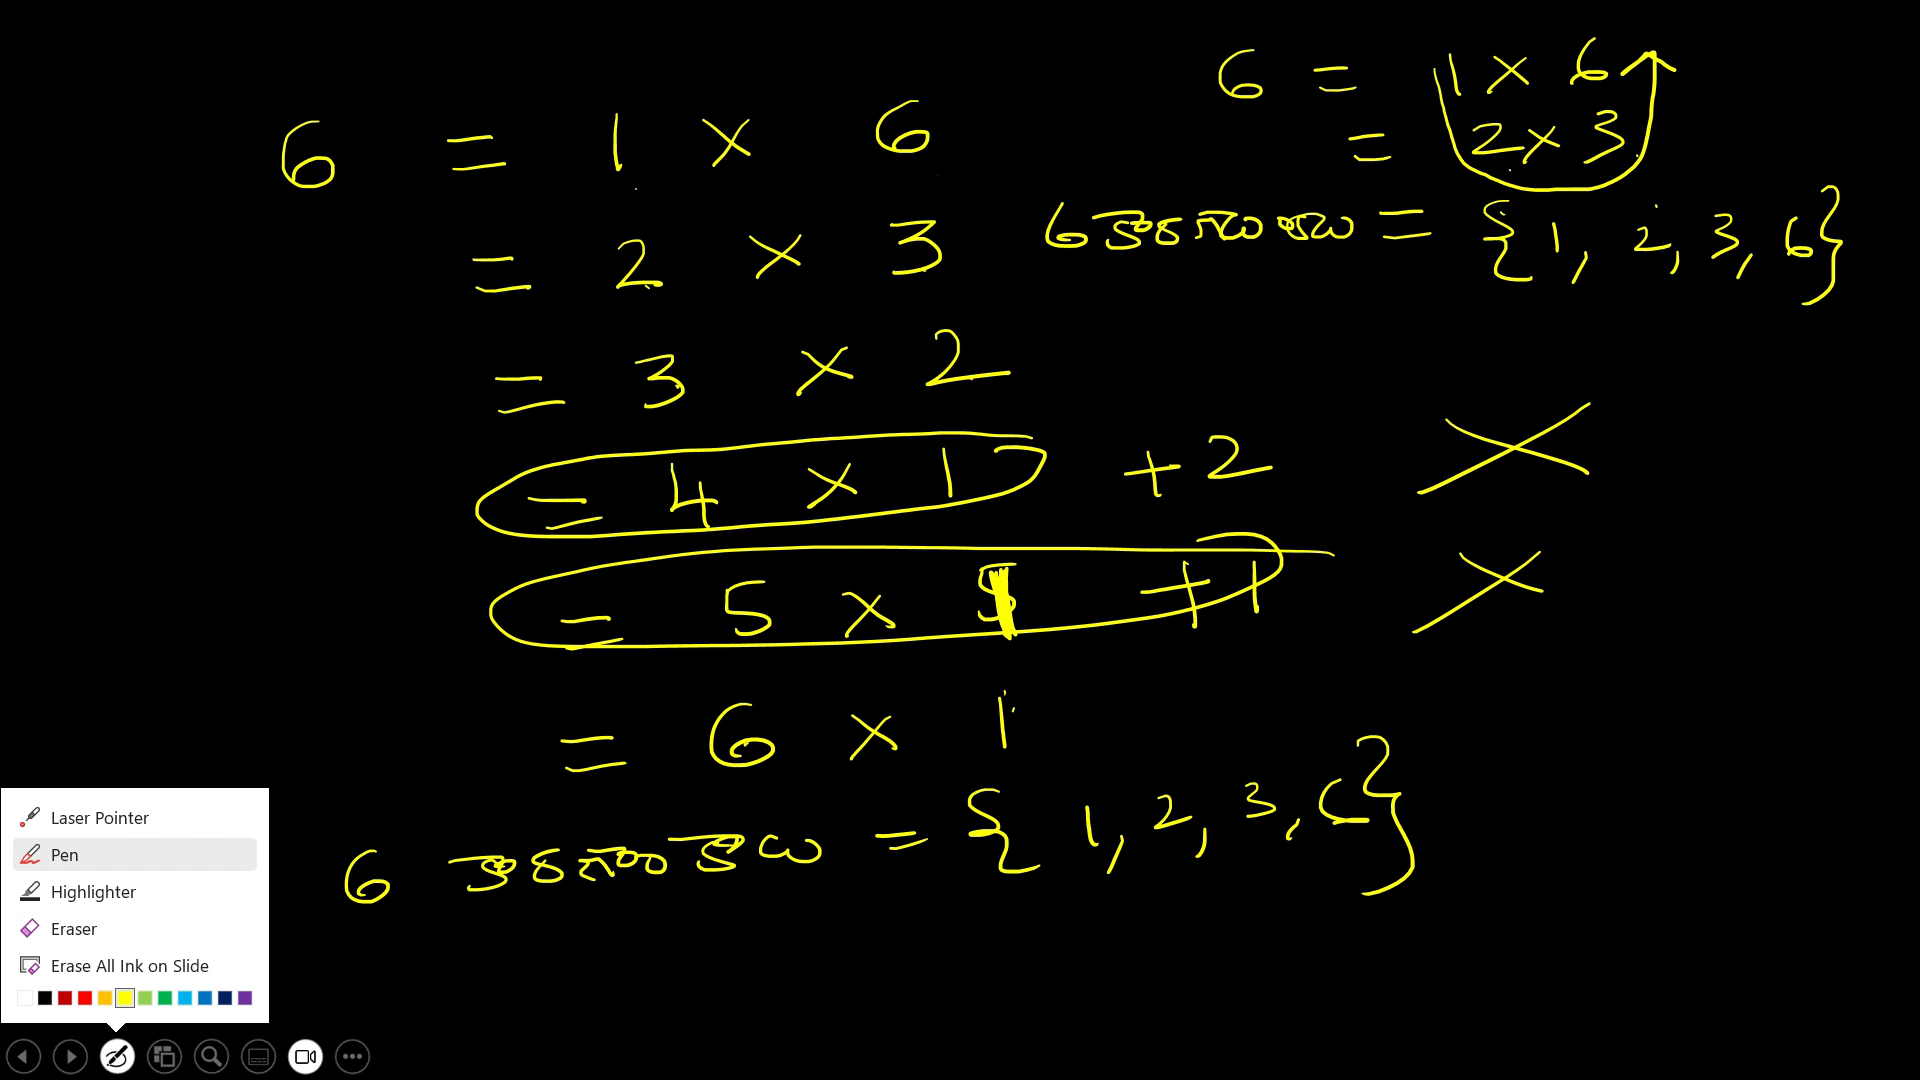 6 = 1 × 6
= 2 × 3
= 3 × 2
= 4 × 1 + 2
= 5 × 1 + 1
= 6 × 1
6 = { 1, 2, 3, 6}
6 = 1 × 6
= 2 × 3
6 = { 1, 2, 3, 6}
Laser Pointer
Pen
Highlighter
Eraser
Erase All Ink on Slide